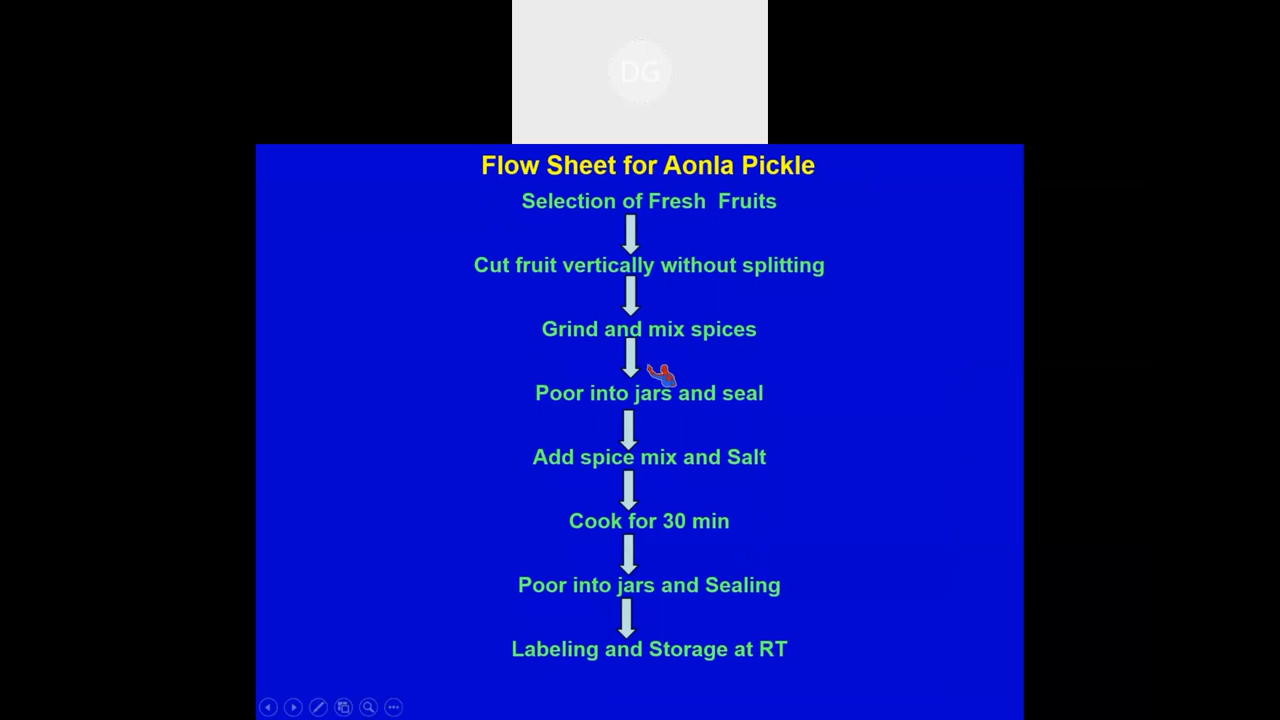 DG
Flow Sheet for Aonla Pickle
Selection of Fresh  Fruits
Cut fruit vertically without splitting
Grind and mix spices
Poor into jars and seal
Add spice mix and Salt
Cook for 30 min
Poor into jars and Sealing
Labeling and Storage at RT